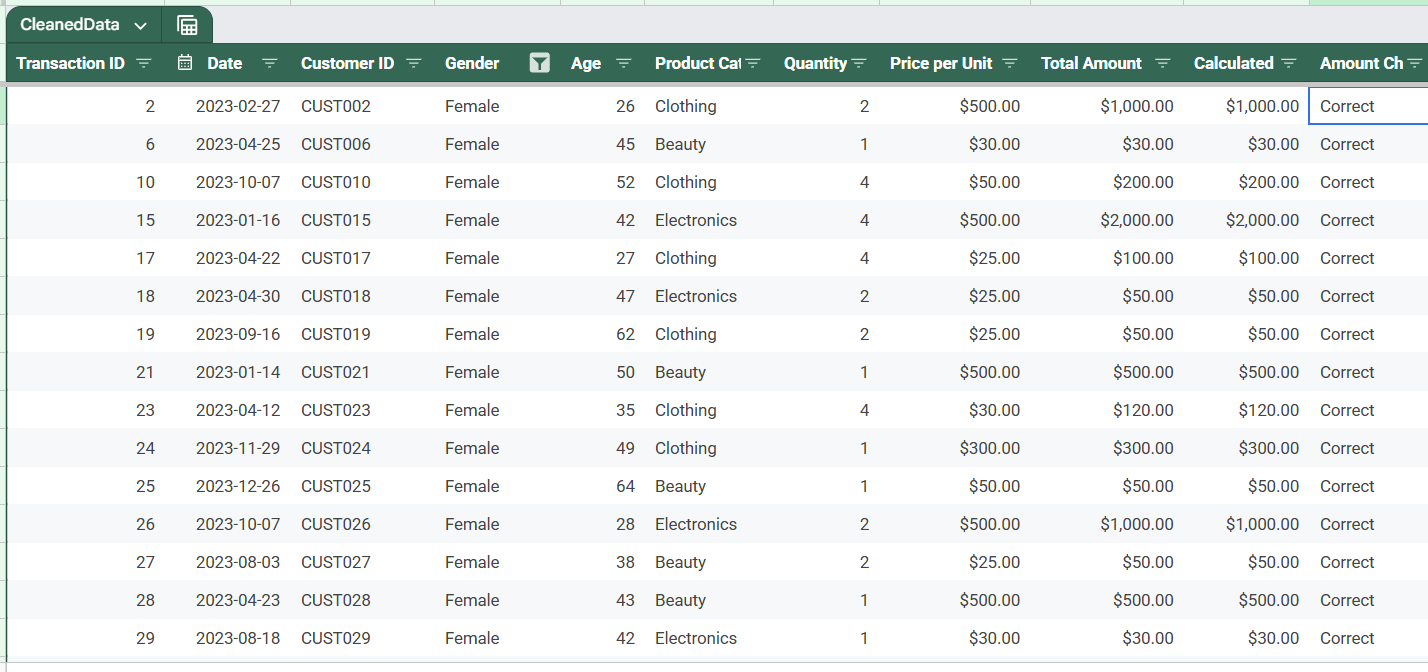 CleanedData
Transaction ID Date Customer ID Gender Age Product Cat Quantity Price per Unit Total Amount Calculated Amount Ch
2 2023-02-27 CUST002 Female 26 Clothing 2 $500.00 $1,000.00 $1,000.00 Correct
6 2023-04-25 CUST006 Female 45 Beauty 1 $30.00 $30.00 $30.00 Correct
10 2023-10-07 CUST010 Female 52 Clothing 4 $50.00 $200.00 $200.00 Correct
15 2023-01-16 CUST015 Female 42 Electronics 4 $500.00 $2,000.00 $2,000.00 Correct
17 2023-04-22 CUST017 Female 27 Clothing 4 $25.00 $100.00 $100.00 Correct
18 2023-04-30 CUST018 Female 47 Electronics 2 $25.00 $50.00 $50.00 Correct
19 2023-09-16 CUST019 Female 62 Clothing 2 $25.00 $50.00 $50.00 Correct
21 2023-01-14 CUST021 Female 50 Beauty 1 $500.00 $500.00 $500.00 Correct
23 2023-04-12 CUST023 Female 35 Clothing 4 $30.00 $120.00 $120.00 Correct
24 2023-11-29 CUST024 Female 49 Clothing 1 $300.00 $300.00 $300.00 Correct
25 2023-12-26 CUST025 Female 64 Beauty 1 $50.00 $50.00 $50.00 Correct
26 2023-10-07 CUST026 Female 28 Electronics 2 $500.00 $1,000.00 $1,000.00 Correct
27 2023-08-03 CUST027 Female 38 Beauty 2 $25.00 $50.00 $50.00 Correct
28 2023-04-23 CUST028 Female 43 Beauty 1 $500.00 $500.00 $500.00 Correct
29 2023-08-18 CUST029 Female 42 Electronics 1 $30.00 $30.00 $30.00 Correct